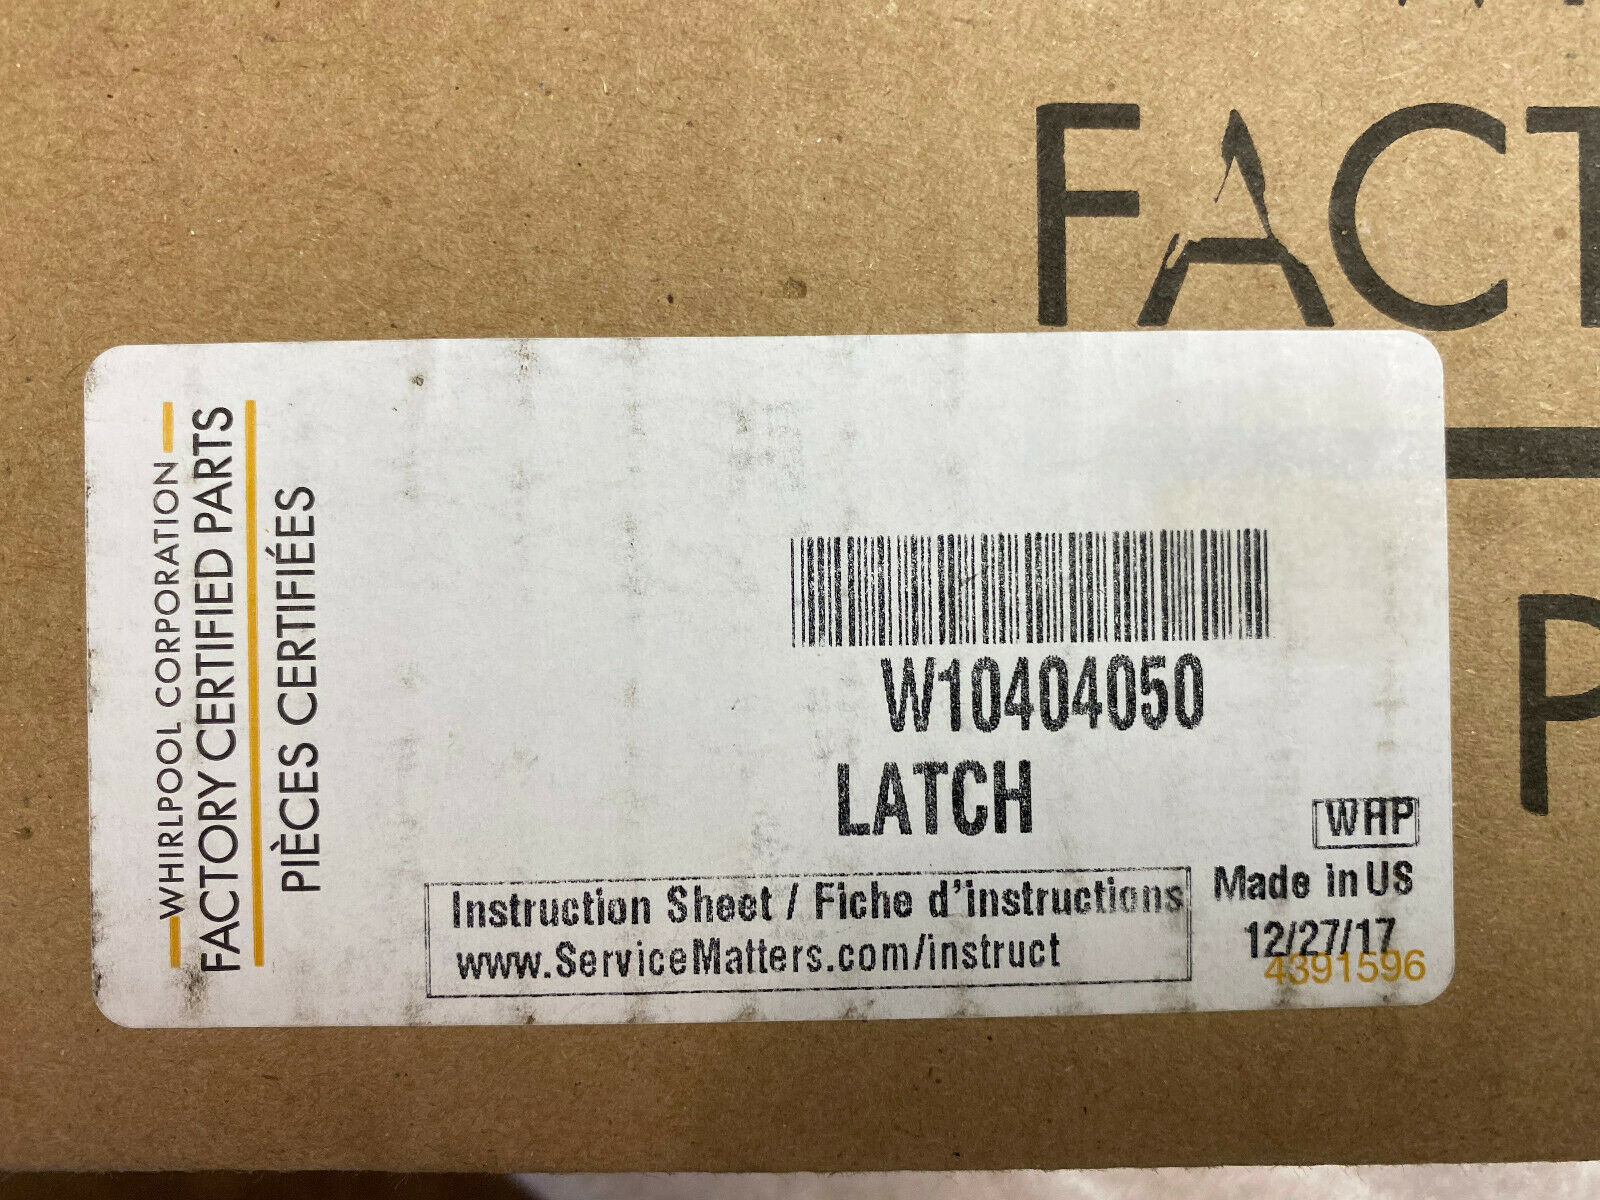 FACT
P
WHIRLPOOL CORPORATION
FACTORY CERTIFIED PARTS
PIÈCES CERTIFIÉES
W10404050
LATCH
WHP
Instruction Sheet / Fiche d'instructions
www.ServiceMatters.com/instruct
Made in US
12/27/17
4391596